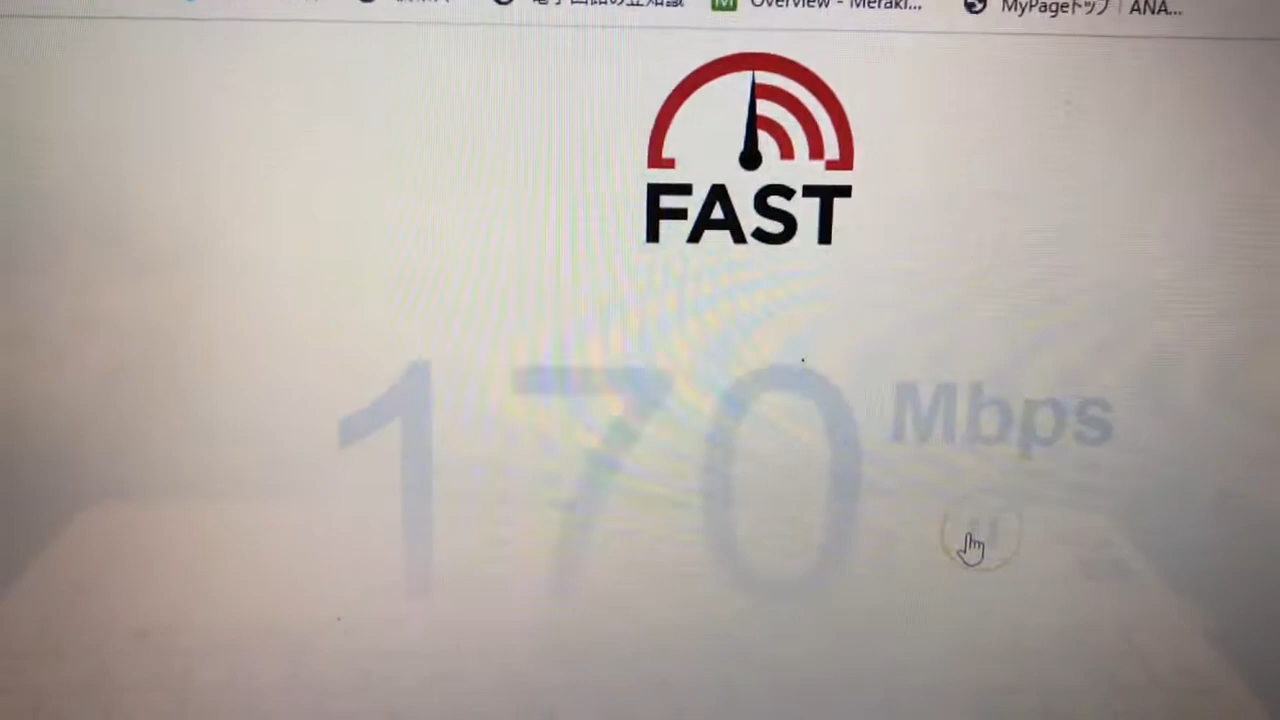 Overview - Meraki...
MyPageトップ | ANA...
FAST
170 Mbps